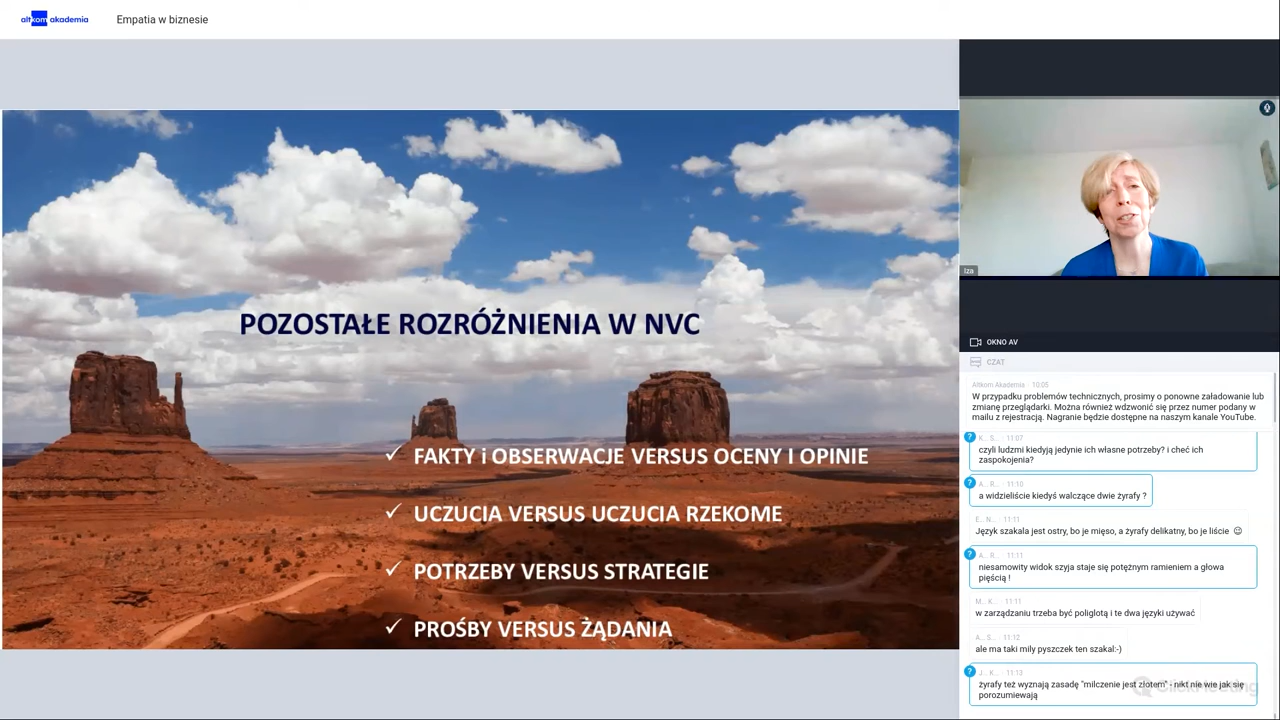 altkom akademia
Empatia w biznesie
POZOSTAŁE ROZRÓŻNIENIA W NVC
✓ FAKTY i OBSERWACJE VERSUS OCENY I OPINIE
✓ UCZUCIA VERSUS UCZUCIA RZEKOME
✓ POTRZEBY VERSUS STRATEGIE
✓ PROŚBY VERSUS ŻĄDANIA
Iza
OKNO AV
CZAT
Altkom Akademia · 10:05
W przypadku problemów technicznych, prosimy o ponowne załadowanie lub
zmianę przeglądarki. Można również wdzwonić się przez numer podany w
mailu z rejestracją. Nagranie będzie dostępne na naszym kanale YouTube.
? K... S... · 11:07
czyli ludzmi kiedyją jedynie ich własne potrzeby? i checć ich
zaspokojenia?
? A... R... · 11:10
a widzieliście kiedyś walczące dwie żyrafy ?
E... N... · 11:11
Język szakala jest ostry, bo je mięso, a żyrafy delikatny, bo je liście 😉
? A... R... · 11:11
niesamowity widok szyja staje się potężnym ramieniem a głowa
pięścią !
M... K... · 11:11
w zarządzaniu trzeba być poliglotą i te dwa języki używać
A... S... · 11:12
ale ma taki mily pyszczek ten szakal:-)
? J... K... · 11:13
żyrafy też wyznają zasadę "milczenie jest złotem" - nikt nie wie jak się
porozumiewają
ClickMeeting